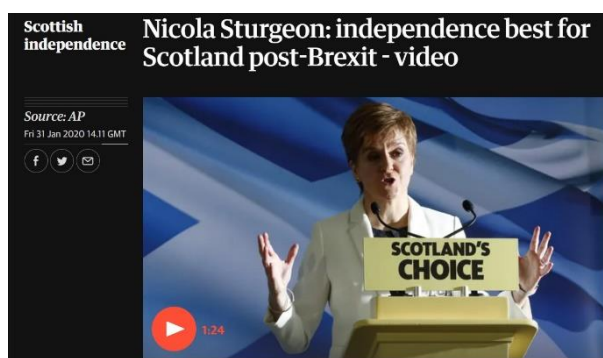 Scottish
independence
Nicola Sturgeon: independence best for
Scotland post-Brexit - video
Source: AP
Fri 31 Jan 2020 14.11 GMT
SCOTLAND'S
CHOICE
1:24